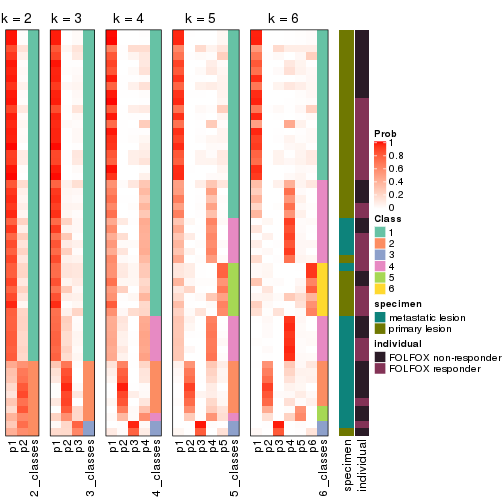 k = 2 k = 3 k = 4 k = 5 k = 6
Prob
1
0.8
0.6
0.4
0.2
0
Class
1
2
3
4
5
6
specimen
metastatic lesion
primary lesion
individual
FOLFOX non-responder
FOLFOX responder
p1 p2 2_classes p1 p2 p3 3_classes p1 p2 p3 p4 4_classes p1 p2 p3 p4 p5 5_classes p1 p2 p3 p4 p5 p6 6_classes specimen individual